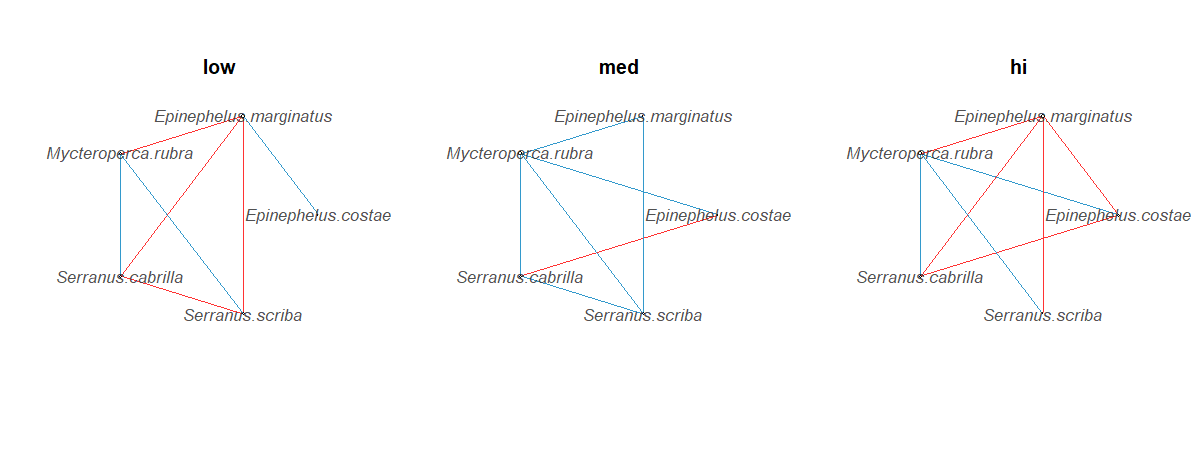 low
Epinephelus.marginatus
Mycteroperca.rubra
Epinephelus.costae
Serranus.cabrilla
Serranus.scriba
med
Epinephelus.marginatus
Mycteroperca.rubra
Epinephelus.costae
Serranus.cabrilla
Serranus.scriba
hi
Epinephelus.marginatus
Mycteroperca.rubra
Epinephelus.costae
Serranus.cabrilla
Serranus.scriba